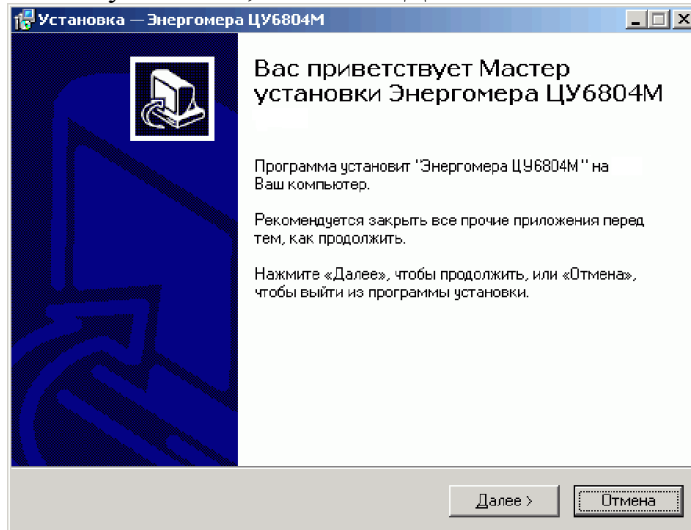 Установка — Энергомера ЦУ6804М
Вас приветствует Мастер
установки Энергомера ЦУ6804М
Программа установит "Энергомера ЦУ6804М" на
Ваш компьютер.
Рекомендуется закрыть все прочие приложения перед
тем, как продолжить.
Нажмите «Далее», чтобы продолжить, или «Отмена»,
чтобы выйти из программы установки.
Далее >
Отмена